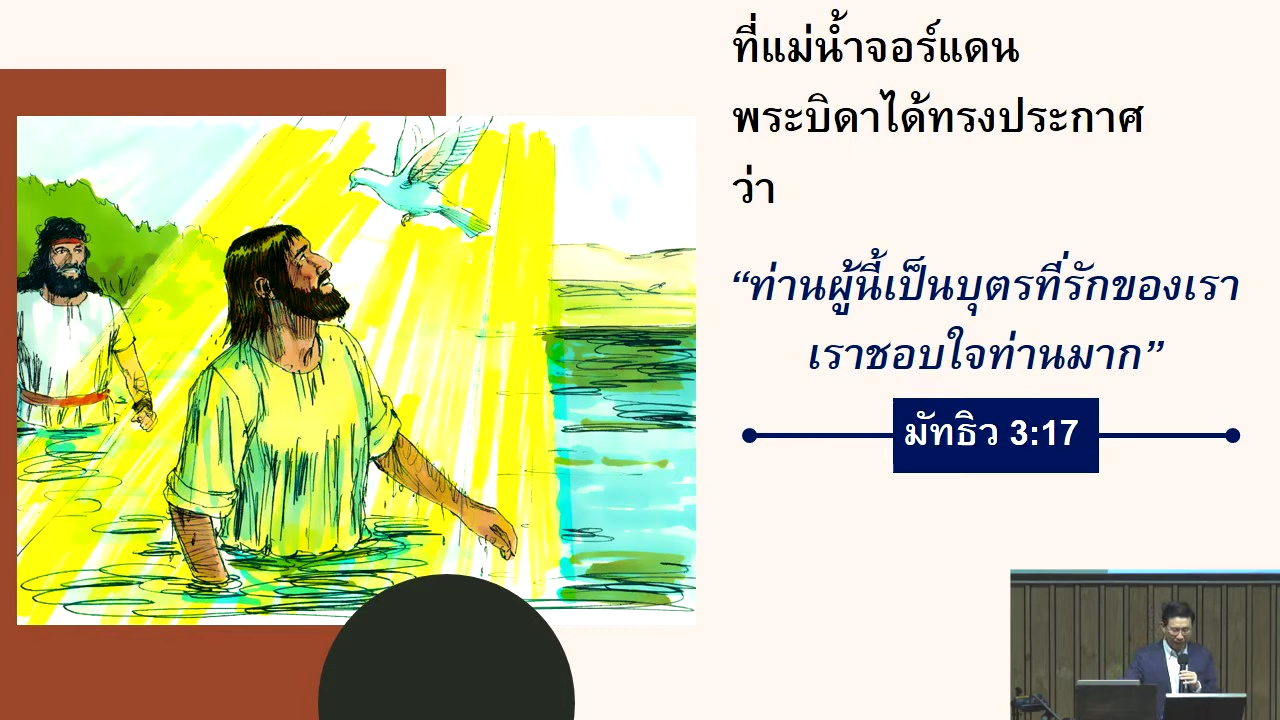 ที่แม่น้ำจอร์แดน
พระบิดาได้ทรงประกาศ
ว่า
“ท่านผู้นี้เป็นบุตรที่รักของเรา
เราชอบใจท่านมาก”
มัทธิว 3:17